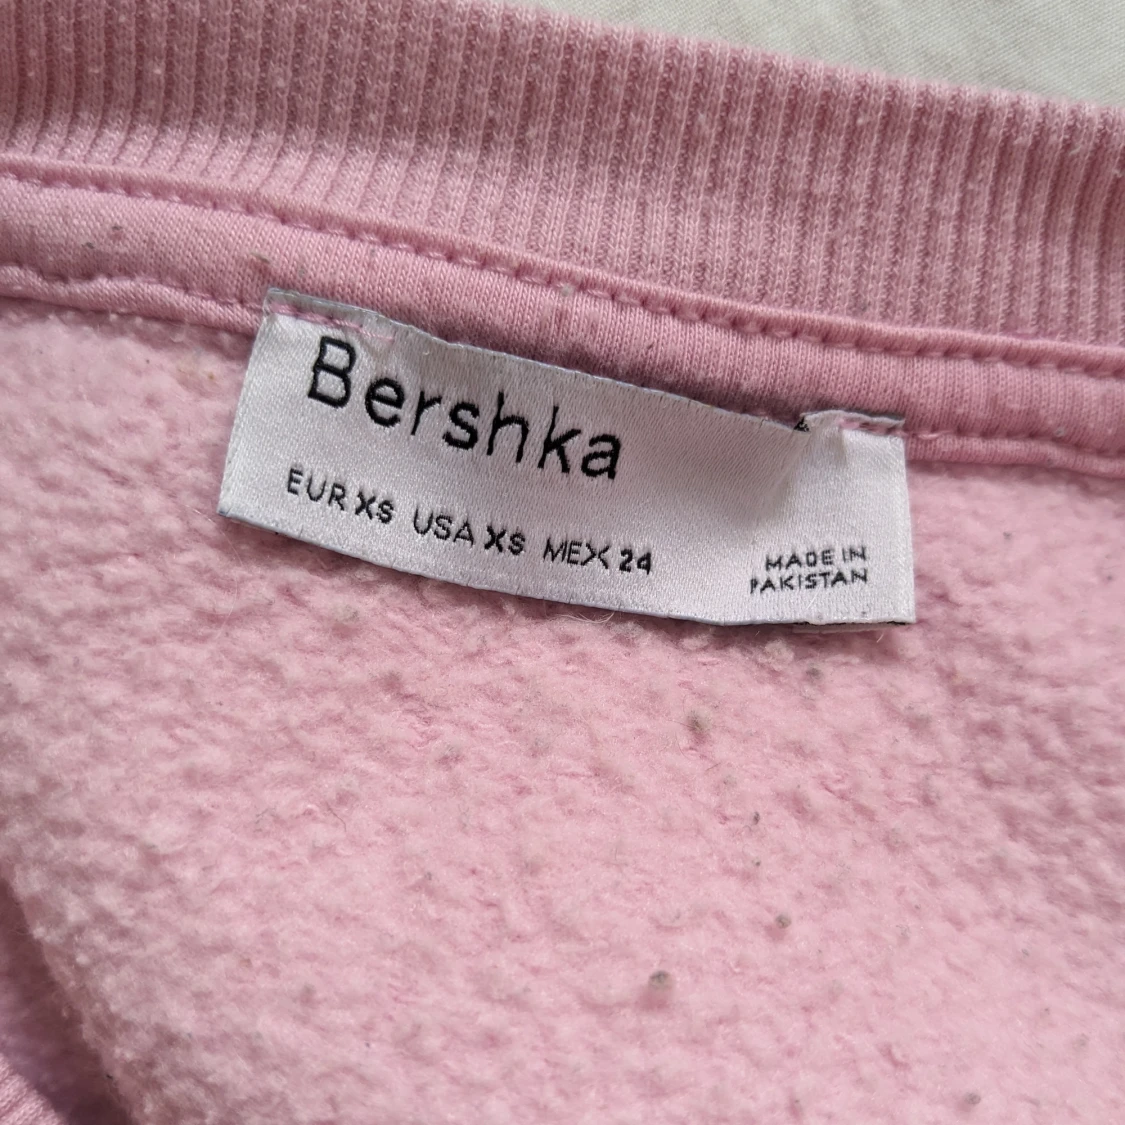 Bershka
EUR XS USA XS MEX 24
MADE IN
PAKISTAN